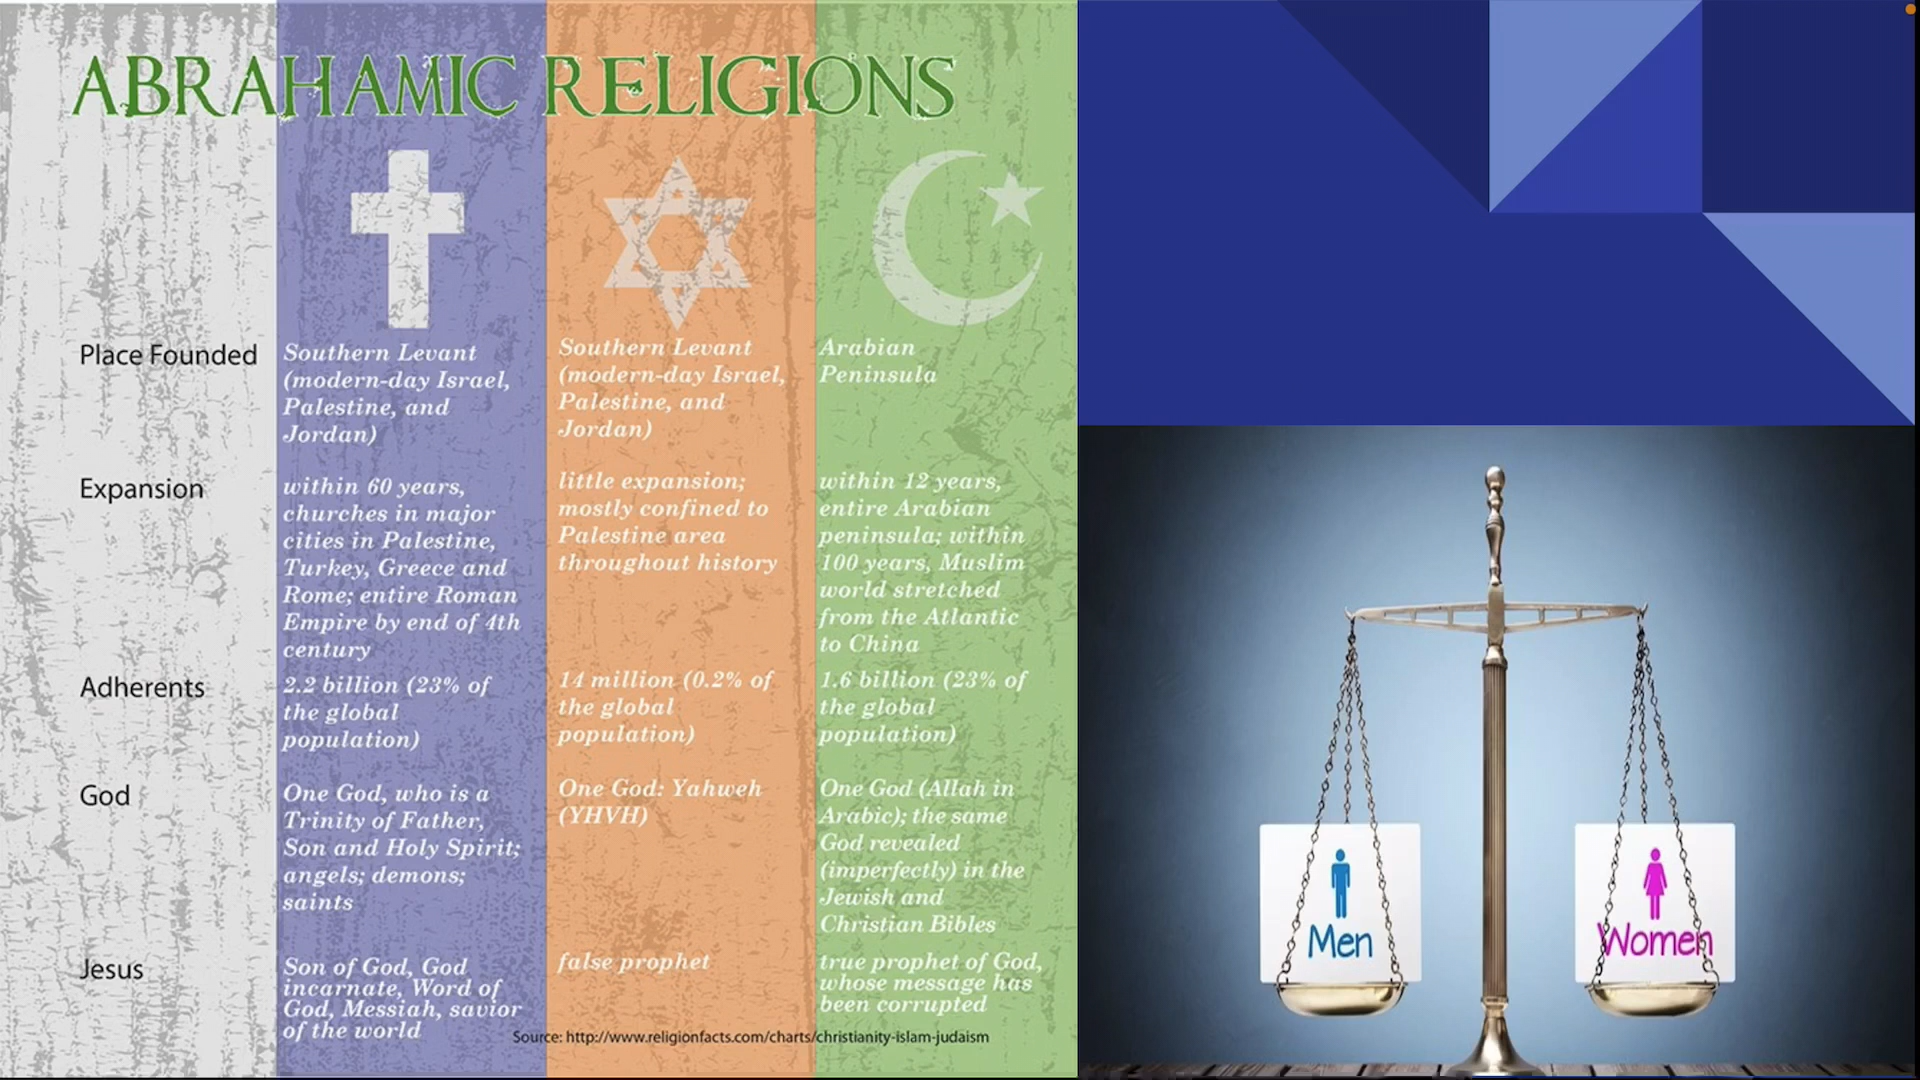 ABRAHAMIC RELIGIONS
Place Founded
Southern Levant
(modern-day Israel,
Palestine, and
Jordan)
Southern Levant
(modern-day Israel,
Palestine, and
Jordan)
Arabian
Peninsula
Expansion
within 60 years,
churches in major
cities in Palestine,
Turkey, Greece and
Rome; entire Roman
Empire by end of 4th
century
little expansion;
mostly confined to
Palestine area
throughout history
within 12 years,
entire Arabian
peninsula; within
100 years, Muslim
world stretched
from the Atlantic
to China
Adherents
2.2 billion (23% of
the global
population)
14 million (0.2% of
the global
population)
1.6 billion (23% of
the global
population)
God
One God, who is a
Trinity of Father,
Son and Holy Spirit;
angels; demons;
saints
One God: Yahweh
(YHVH)
One God (Allah in
Arabic); the same
God revealed
(imperfectly) in the
Jewish and
Christian Bibles
Jesus
Son of God, God
incarnate, Word of
God, Messiah, savior
of the world
false prophet
true prophet of God,
whose message has
been corrupted
Source: http://www.religionfacts.com/charts/christianity-islam-judaism
Men
Women